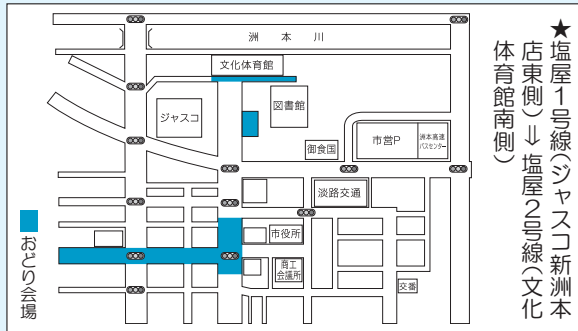 ★塩屋１号線（ジャスコ新洲本
店東側）⇒塩屋２号線（文化
体育館南側）
洲本川
文化体育館
図書館
ジャスコ
御食国
市営P
洲本高速
バスセンター
淡路交通
市役所
商工
会議所
交番
おどり会場